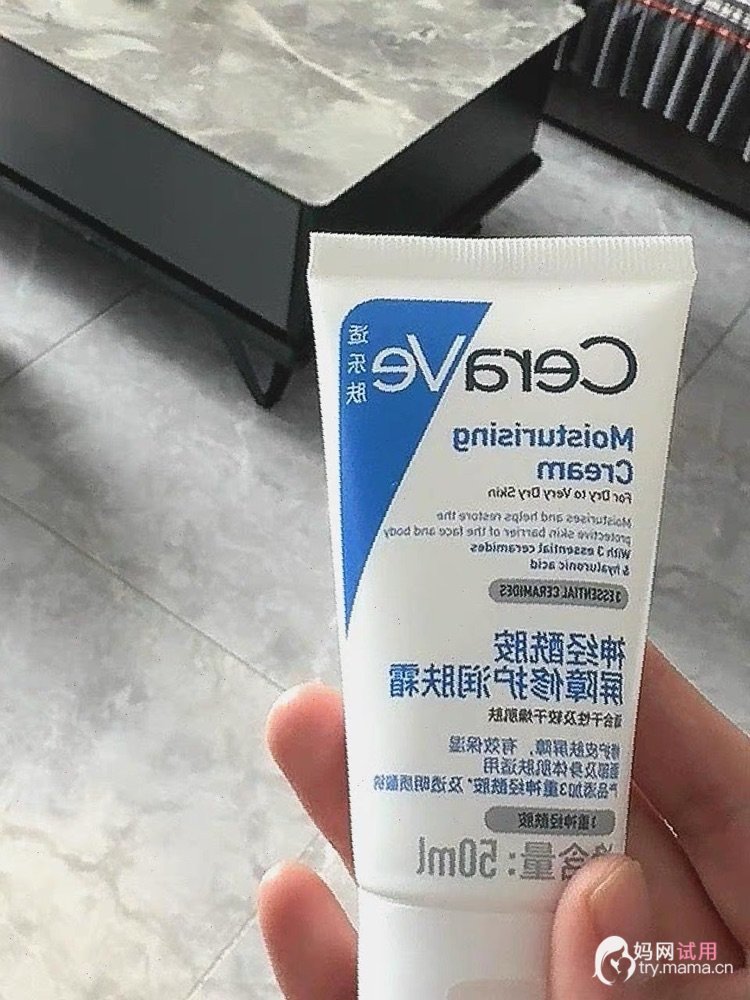 CeraVe
适乐肤
Moisturising
Cream
For Dry to Very Dry Skin
Moisturises and helps restore the
protective skin barrier of the face and body
With 3 essential ceramides
& hyaluronic acid
3 ESSENTIAL CERAMIDES
神经酰胺
屏障修护润肤霜
适合干性及较干燥肌肤
修护皮肤屏障，有效保湿
面部及身体肌肤适用
产品添加3重神经酰胺*及透明质酸钠
3重神经酰胺
净含量：50ml
妈网试用
try.mama.cn